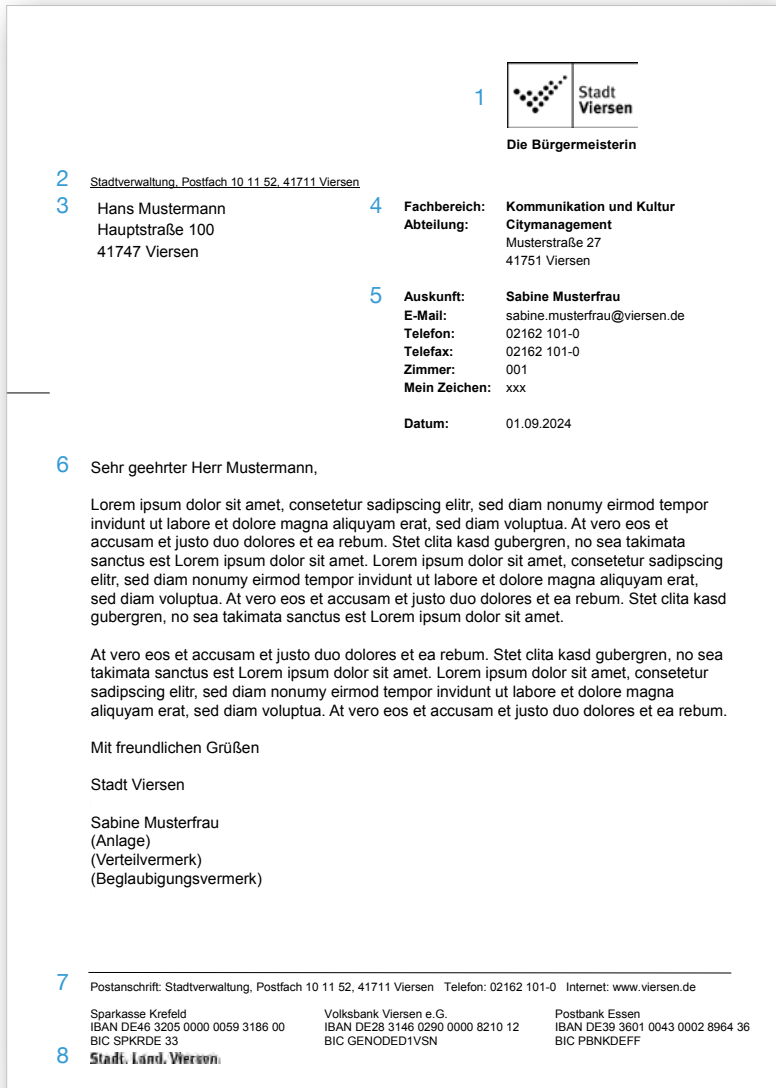 1
Stadt
Viersen
Die Bürgermeisterin
2 Stadtverwaltung, Postfach 10 11 52, 41711 Viersen
3 Hans Mustermann
Hauptstraße 100
41747 Viersen
4 Fachbereich: Kommunikation und Kultur
Abteilung: Citymanagement
Musterstraße 27
41751 Viersen
5 Auskunft: Sabine Musterfrau
E-Mail: sabine.musterfrau@viersen.de
Telefon: 02162 101-0
Telefax: 02162 101-0
Zimmer: 001
Mein Zeichen: xxx
Datum: 01.09.2024
6 Sehr geehrter Herr Mustermann,
Lorem ipsum dolor sit amet, consetetur sadipscing elitr, sed diam nonumy eirmod tempor
invidunt ut labore et dolore magna aliquyam erat, sed diam voluptua. At vero eos et
accusam et justo duo dolores et ea rebum. Stet clita kasd gubergren, no sea takimata
sanctus est Lorem ipsum dolor sit amet. Lorem ipsum dolor sit amet, consetetur sadipscing
elitr, sed diam nonumy eirmod tempor invidunt ut labore et dolore magna aliquyam erat,
sed diam voluptua. At vero eos et accusam et justo duo dolores et ea rebum. Stet clita kasd
gubergren, no sea takimata sanctus est Lorem ipsum dolor sit amet.
At vero eos et accusam et justo duo dolores et ea rebum. Stet clita kasd gubergren, no sea
takimata sanctus est Lorem ipsum dolor sit amet. Lorem ipsum dolor sit amet, consetetur
sadipscing elitr, sed diam nonumy eirmod tempor invidunt ut labore et dolore magna
aliquyam erat, sed diam voluptua. At vero eos et accusam et justo duo dolores et ea rebum.
Mit freundlichen Grüßen
Stadt Viersen
Sabine Musterfrau
(Anlage)
(Verteilvermerk)
(Beglaubigungsvermerk)
7 Postanschrift: Stadtverwaltung, Postfach 10 11 52, 41711 Viersen Telefon: 02162 101-0 Internet: www.viersen.de
Sparkasse Krefeld
IBAN DE46 3205 0000 0059 3186 00
BIC SPKRDE 33
Volksbank Viersen e.G.
IBAN DE28 3146 0290 0000 8210 12
BIC GENODED1VSN
Postbank Essen
IBAN DE39 3601 0043 0002 8964 36
BIC PBNKDEFF
8 Stadt. Land. Viersen.